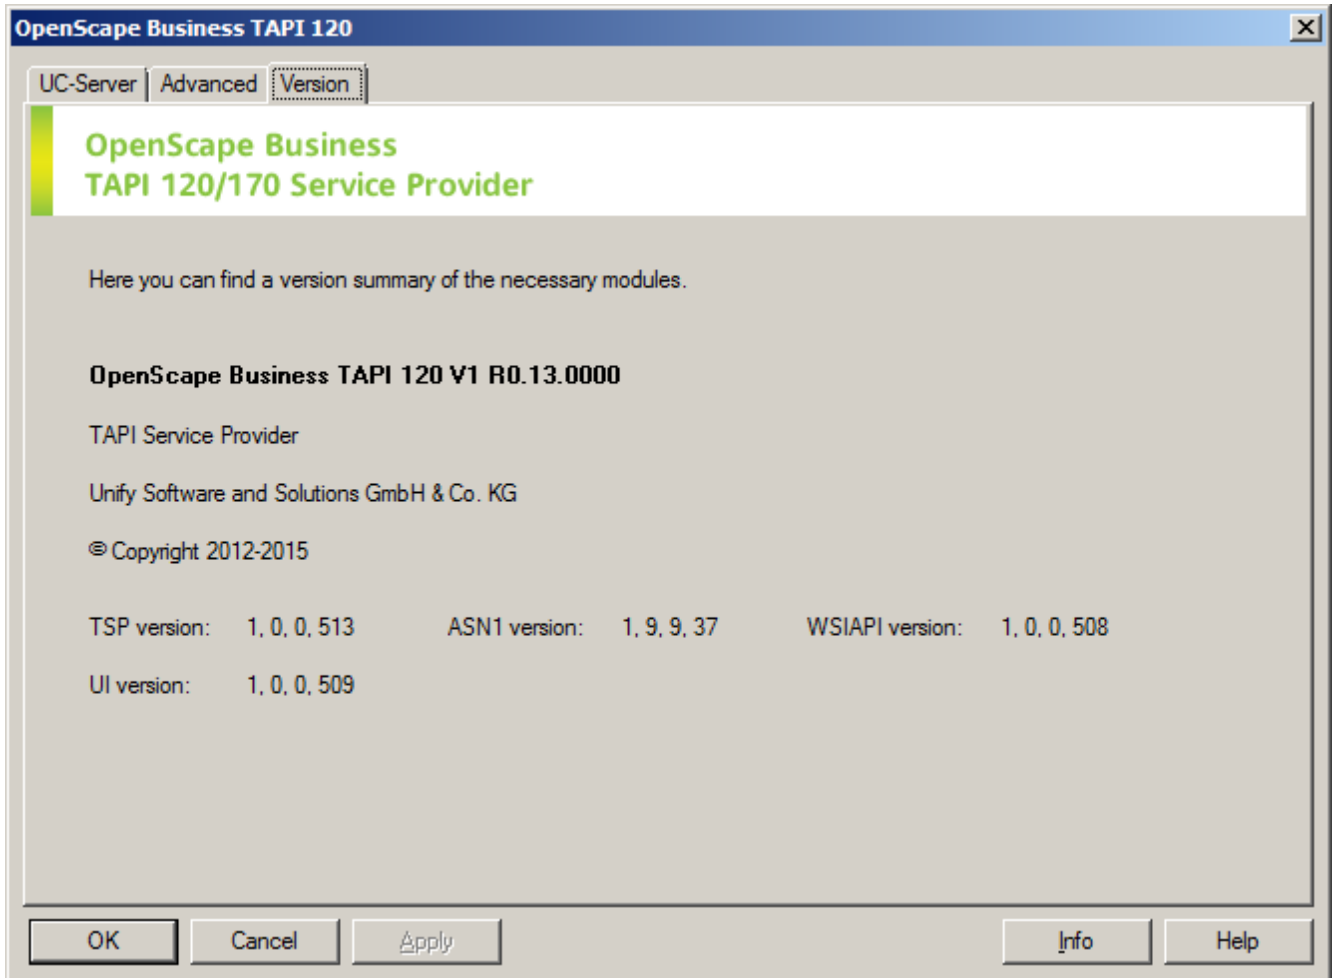 OpenScape Business TAPI 120
UC-Server Advanced Version
OpenScape Business
TAPI 120/170 Service Provider
Here you can find a version summary of the necessary modules.
OpenScape Business TAPI 120 V1 R0.13.0000
TAPI Service Provider
Unify Software and Solutions GmbH & Co. KG
© Copyright 2012-2015
TSP version: 1, 0, 0, 513 ASN1 version: 1, 9, 9, 37 WSIAPI version: 1, 0, 0, 508
UI version: 1, 0, 0, 509
OK Cancel Apply Info Help